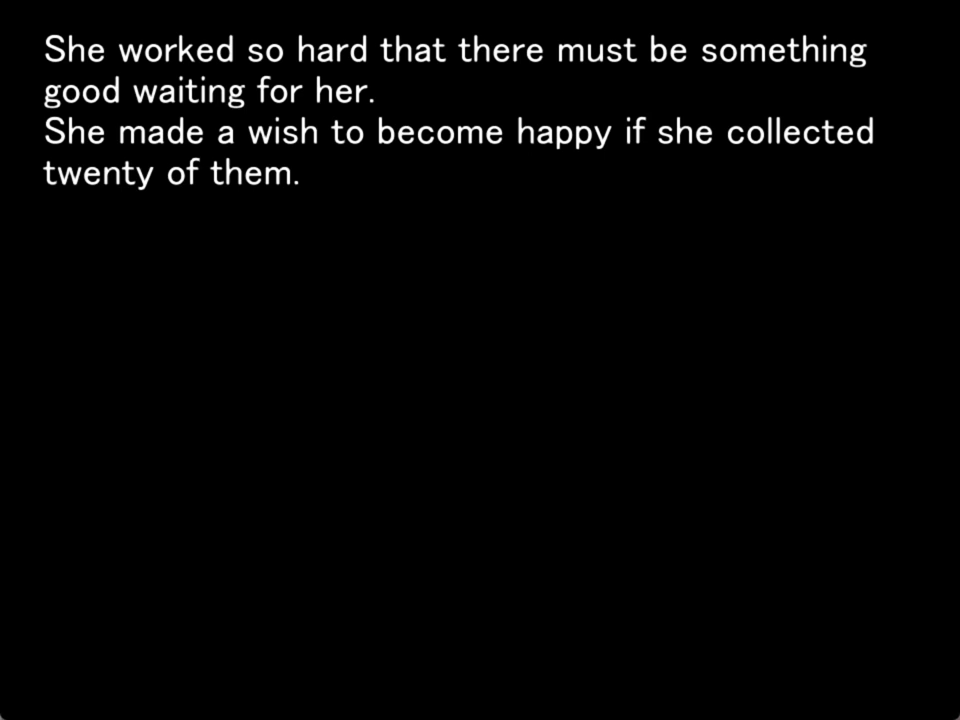 She worked so hard that there must be something
good waiting for her.
She made a wish to become happy if she collected
twenty of them.